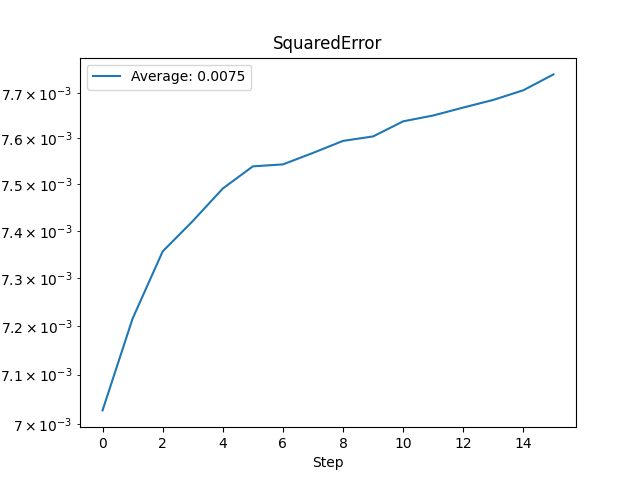 SquaredError
Average: 0.0075
7.7 × 10⁻³
7.6 × 10⁻³
7.5 × 10⁻³
7.4 × 10⁻³
7.3 × 10⁻³
7.2 × 10⁻³
7.1 × 10⁻³
7 × 10⁻³
0 2 4 6 8 10 12 14
Step